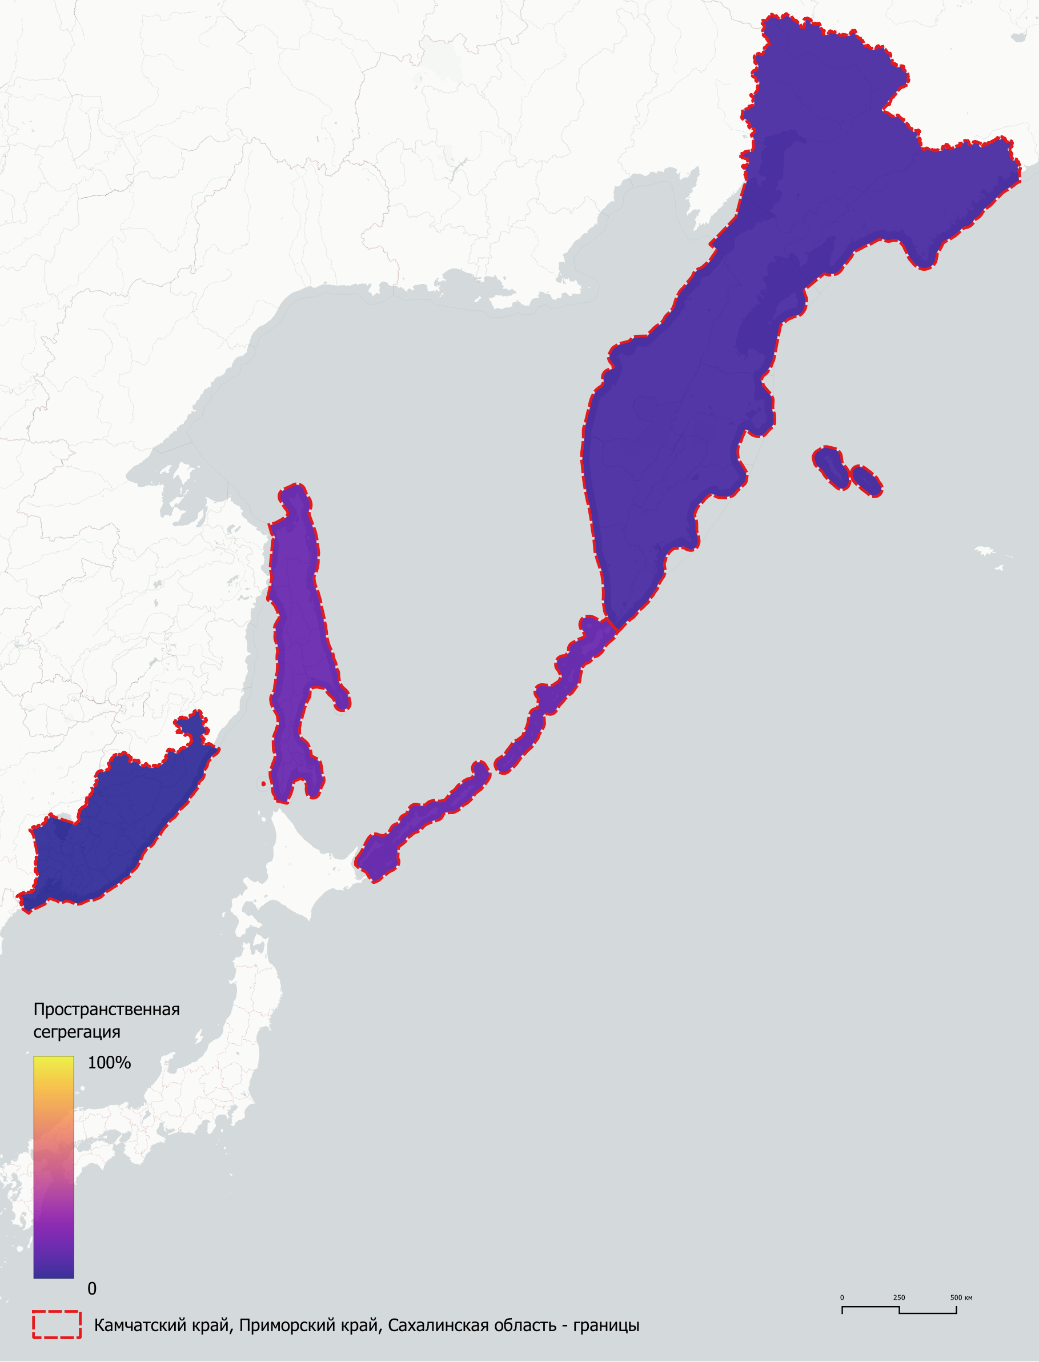 Пространственная
сегрегация
100%
0
0 250 500 км
Камчатский край, Приморский край, Сахалинская область - границы